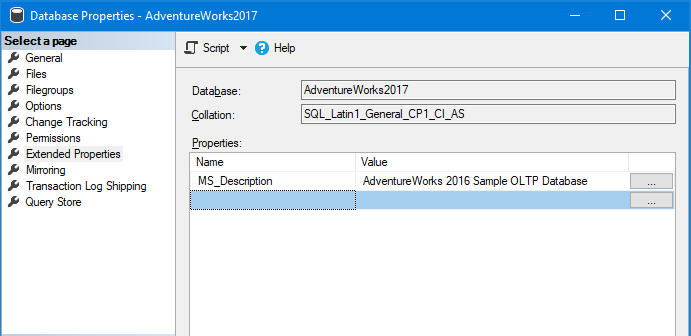 Database Properties - AdventureWorks2017
Select a page
General
Files
Filegroups
Options
Change Tracking
Permissions
Extended Properties
Mirroring
Transaction Log Shipping
Query Store
Script Help
Database: AdventureWorks2017
Collation: SQL_Latin1_General_CP1_CI_AS
Properties:
Name Value
MS_Description AdventureWorks 2016 Sample OLTP Database ...
...